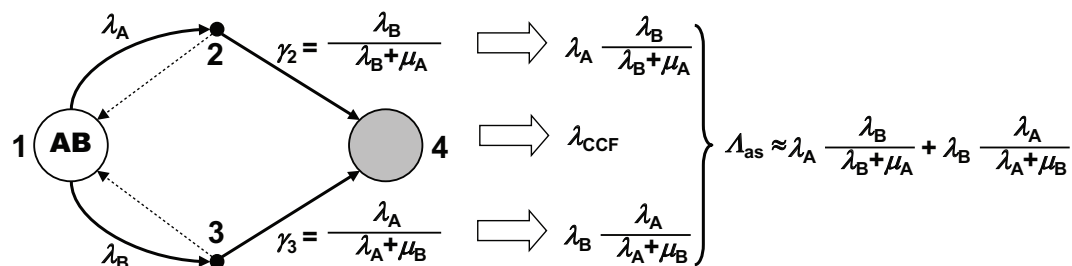 λA
2
γ2 = λB / (λB+μA)
λA λB / (λB+μA)
1
AB
4
λCCF
Λas ≈ λA λB / (λB+μA) + λB λA / (λA+μB)
3
λB
γ3 = λA / (λA+μB)
λB λA / (λA+μB)